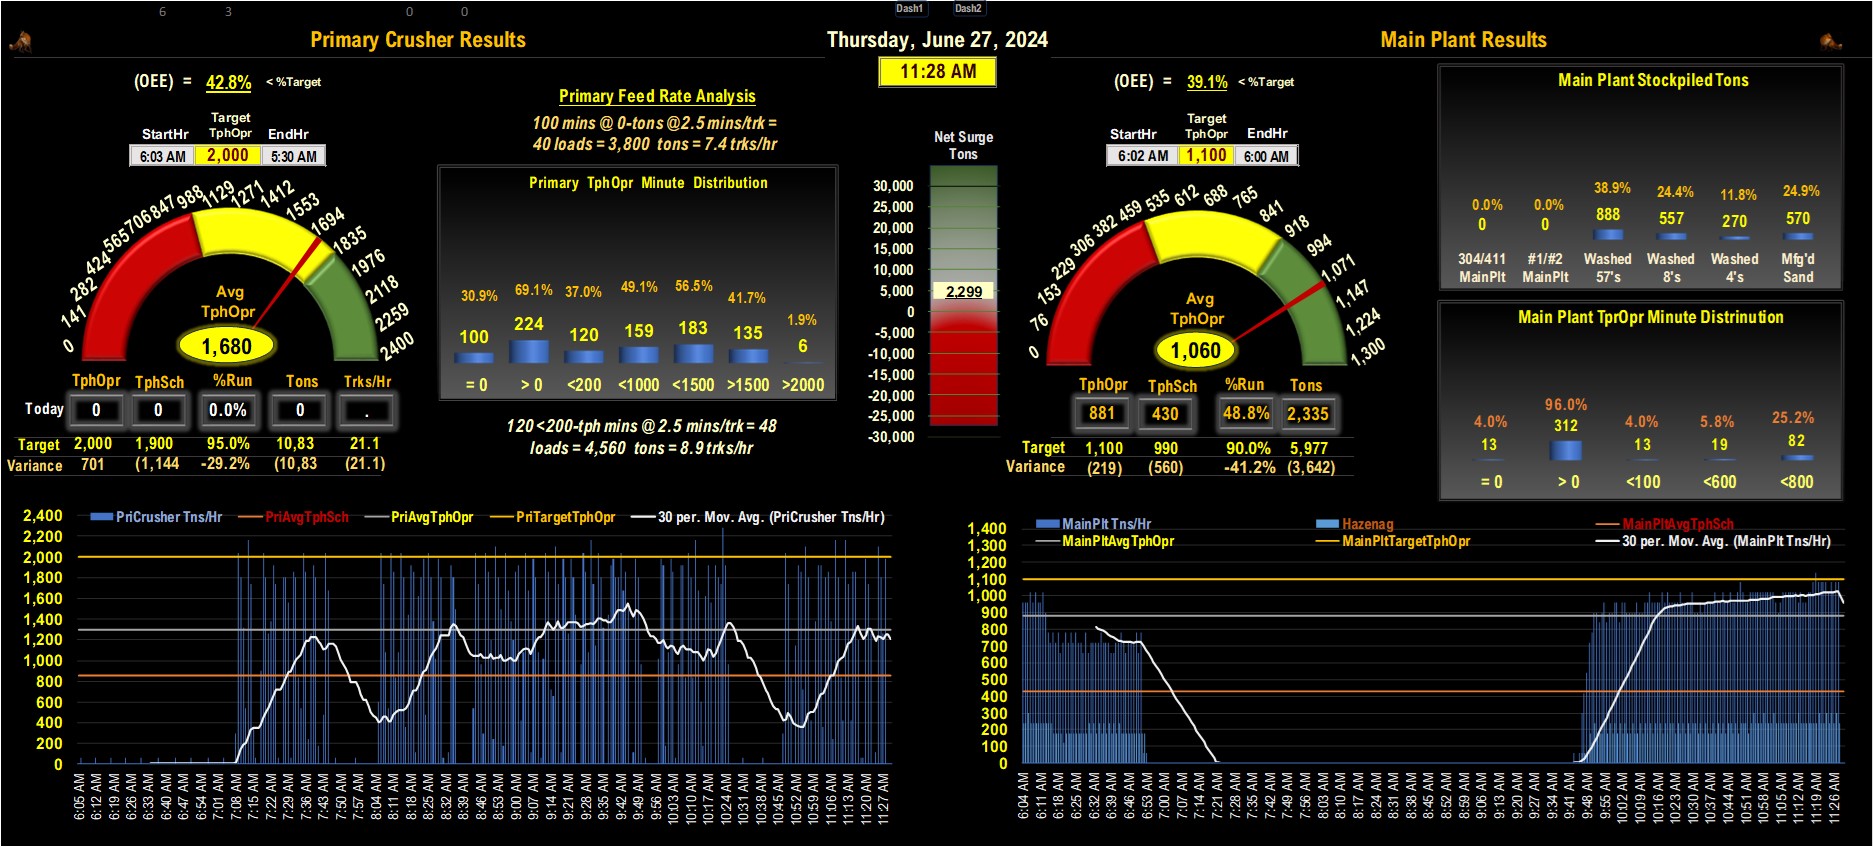 6 3 0 0 Dash1 Dash2
Primary Crusher Results
Thursday, June 27, 2024
Main Plant Results
11:28 AM
(OEE) = 42.8% < %Target
StartHr Target TphOpr EndHr
6:03 AM 2,000 5:30 AM
0 141 282 424 565 706 847 988 1129 1271 1412 1553 1694 1835 1976 2118 2259 2400
Avg
TphOpr
1,680
TphOpr TphSch %Run Tons Trks/Hr
Today 0 0 0.0% 0 .
Target 2,000 1,900 95.0% 10,83 21.1
Variance 701 (1,144 -29.2% (10,83 (21.1)
Primary Feed Rate Analysis
100 mins @ 0-tons @2.5 mins/trk =
40 loads = 3,800 tons = 7.4 trks/hr
Primary TphOpr Minute Distribution
30.9% 69.1% 37.0% 49.1% 56.5% 41.7% 1.9%
100 224 120 159 183 135 6
= 0 > 0 <200 <1000 <1500 >1500 >2000
120 <200-tph mins @ 2.5 mins/trk = 48
loads = 4,560 tons = 8.9 trks/hr
Net Surge
Tons
30,000
25,000
20,000
15,000
10,000
5,000
2,299
0
-5,000
-10,000
-15,000
-20,000
-25,000
-30,000
(OEE) = 39.1% < %Target
StartHr Target TphOpr EndHr
6:02 AM 1,100 6:00 AM
0 76 153 229 306 382 459 535 612 688 765 841 918 994 1,071 1,147 1,224 1,300
Avg
TphOpr
1,060
TphOpr TphSch %Run Tons
881 430 48.8% 2,335
Target 1,100 990 90.0% 5,977
Variance (219) (560) -41.2% (3,642)
Main Plant Stockpiled Tons
0.0% 0.0% 38.9% 24.4% 11.8% 24.9%
0 0 888 557 270 570
304/411 #1/#2 Washed Washed Washed Mfg'd
MainPlt MainPlt 57's 8's 4's Sand
Main Plant TprOpr Minute Distrinution
4.0% 96.0% 4.0% 5.8% 25.2%
13 312 13 19 82
= 0 > 0 <100 <600 <800
PriCrusher Tns/Hr PriAvgTphSch PriAvgTphOpr PriTargetTphOpr 30 per. Mov. Avg. (PriCrusher Tns/Hr)
2,400
2,200
2,000
1,800
1,600
1,400
1,200
1,000
800
600
400
200
0
6:05 AM 6:12 AM 6:19 AM 6:26 AM 6:33 AM 6:40 AM 6:47 AM 6:54 AM 7:01 AM 7:08 AM 7:15 AM 7:22 AM 7:29 AM 7:36 AM 7:43 AM 7:50 AM 7:57 AM 8:04 AM 8:11 AM 8:18 AM 8:25 AM 8:32 AM 8:39 AM 8:46 AM 8:53 AM 9:00 AM 9:07 AM 9:14 AM 9:21 AM 9:28 AM 9:35 AM 9:42 AM 9:49 AM 9:56 AM 10:03 AM 10:10 AM 10:17 AM 10:24 AM 10:31 AM 10:38 AM 10:45 AM 10:52 AM 10:59 AM 11:06 AM 11:13 AM 11:20 AM 11:27 AM
MainPlt Tns/Hr Hazenag MainPltAvgTphSch
MainPltAvgTphOpr MainPltTargetTphOpr 30 per. Mov. Avg. (MainPlt Tns/Hr)
1,400
1,300
1,200
1,100
1,000
900
800
700
600
500
400
300
200
100
0
6:04 AM 6:11 AM 6:18 AM 6:25 AM 6:32 AM 6:39 AM 6:46 AM 6:53 AM 7:00 AM 7:07 AM 7:14 AM 7:21 AM 7:28 AM 7:35 AM 7:42 AM 7:49 AM 7:56 AM 8:03 AM 8:10 AM 8:17 AM 8:24 AM 8:31 AM 8:38 AM 8:45 AM 8:52 AM 8:59 AM 9:06 AM 9:13 AM 9:20 AM 9:27 AM 9:34 AM 9:41 AM 9:48 AM 9:55 AM 10:02 AM 10:09 AM 10:16 AM 10:23 AM 10:30 AM 10:37 AM 10:44 AM 10:51 AM 10:58 AM 11:05 AM 11:12 AM 11:19 AM 11:26 AM